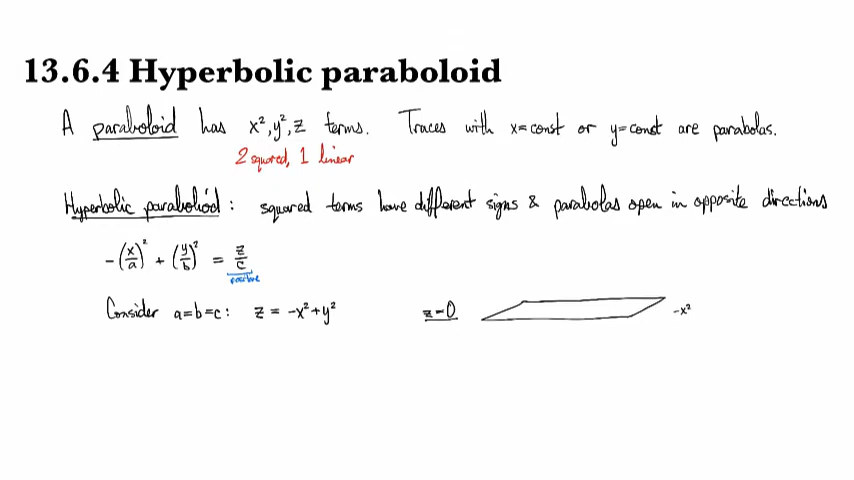 13.6.4 Hyperbolic paraboloid
A paraboloid has x², y², z terms. Traces with x=const or y=const are parabolas.
2 squared, 1 linear
Hyperbolic paraboloid: squared terms have different signs & parabolas open in opposite directions
-(x/a)² + (y/b)² = z/c
positive
Consider a=b=c: z = -x²+y² z=0 -x²